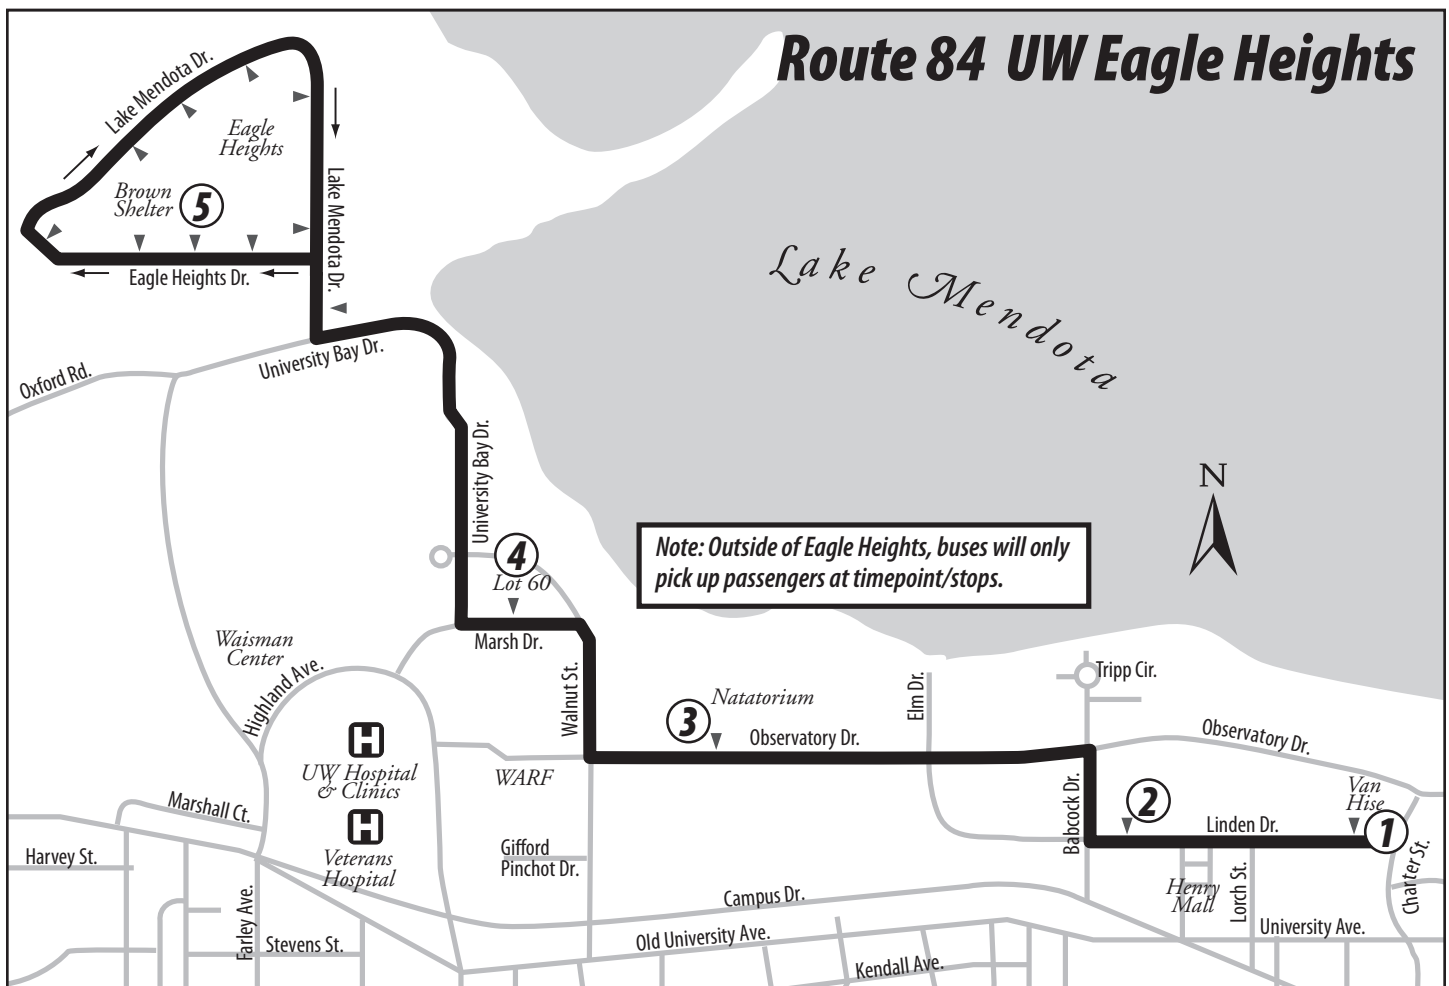 Route 84 UW Eagle Heights
Lake Mendota Dr.
Eagle
Heights
Brown
Shelter
5
Lake Mendota Dr.
Eagle Heights Dr.
Lake Mendota
University Bay Dr.
Oxford Rd.
University Bay Dr.
N
4
Lot 60
Note: Outside of Eagle Heights, buses will only
pick up passengers at timepoint/stops.
Marsh Dr.
Waisman
Center
Highland Ave.
Walnut St.
Natatorium
3
Observatory Dr.
Elm Dr.
Tripp Cir.
Observatory Dr.
H
UW Hospital
& Clinics
WARF
Babcock Dr.
2
Van
Hise
1
Linden Dr.
Marshall Ct.
H
Veterans
Hospital
Harvey St.
Gifford
Pinchot Dr.
Henry
Mall
Lorch St.
Charter St.
Campus Dr.
Farley Ave.
Stevens St.
Old University Ave.
University Ave.
Kendall Ave.